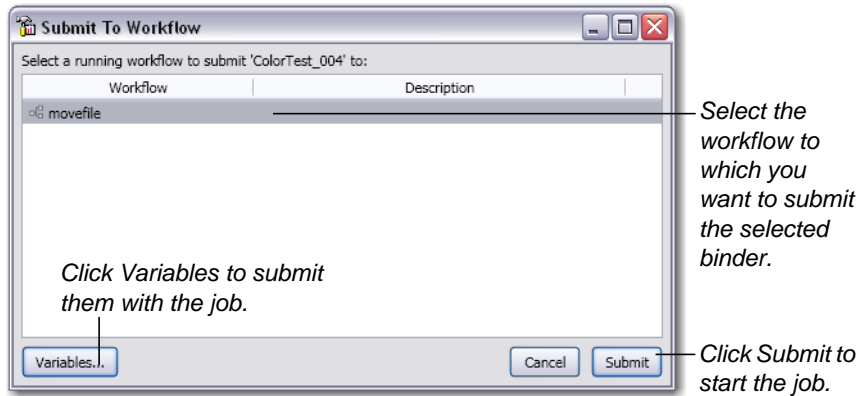 Submit To Workflow
Select a running workflow to submit 'ColorTest_004' to:
Workflow Description
movefile
Select the
workflow to
which you
want to submit
the selected
binder.
Click Variables to submit
them with the job.
Variables...
Cancel Submit
Click Submit to
start the job.